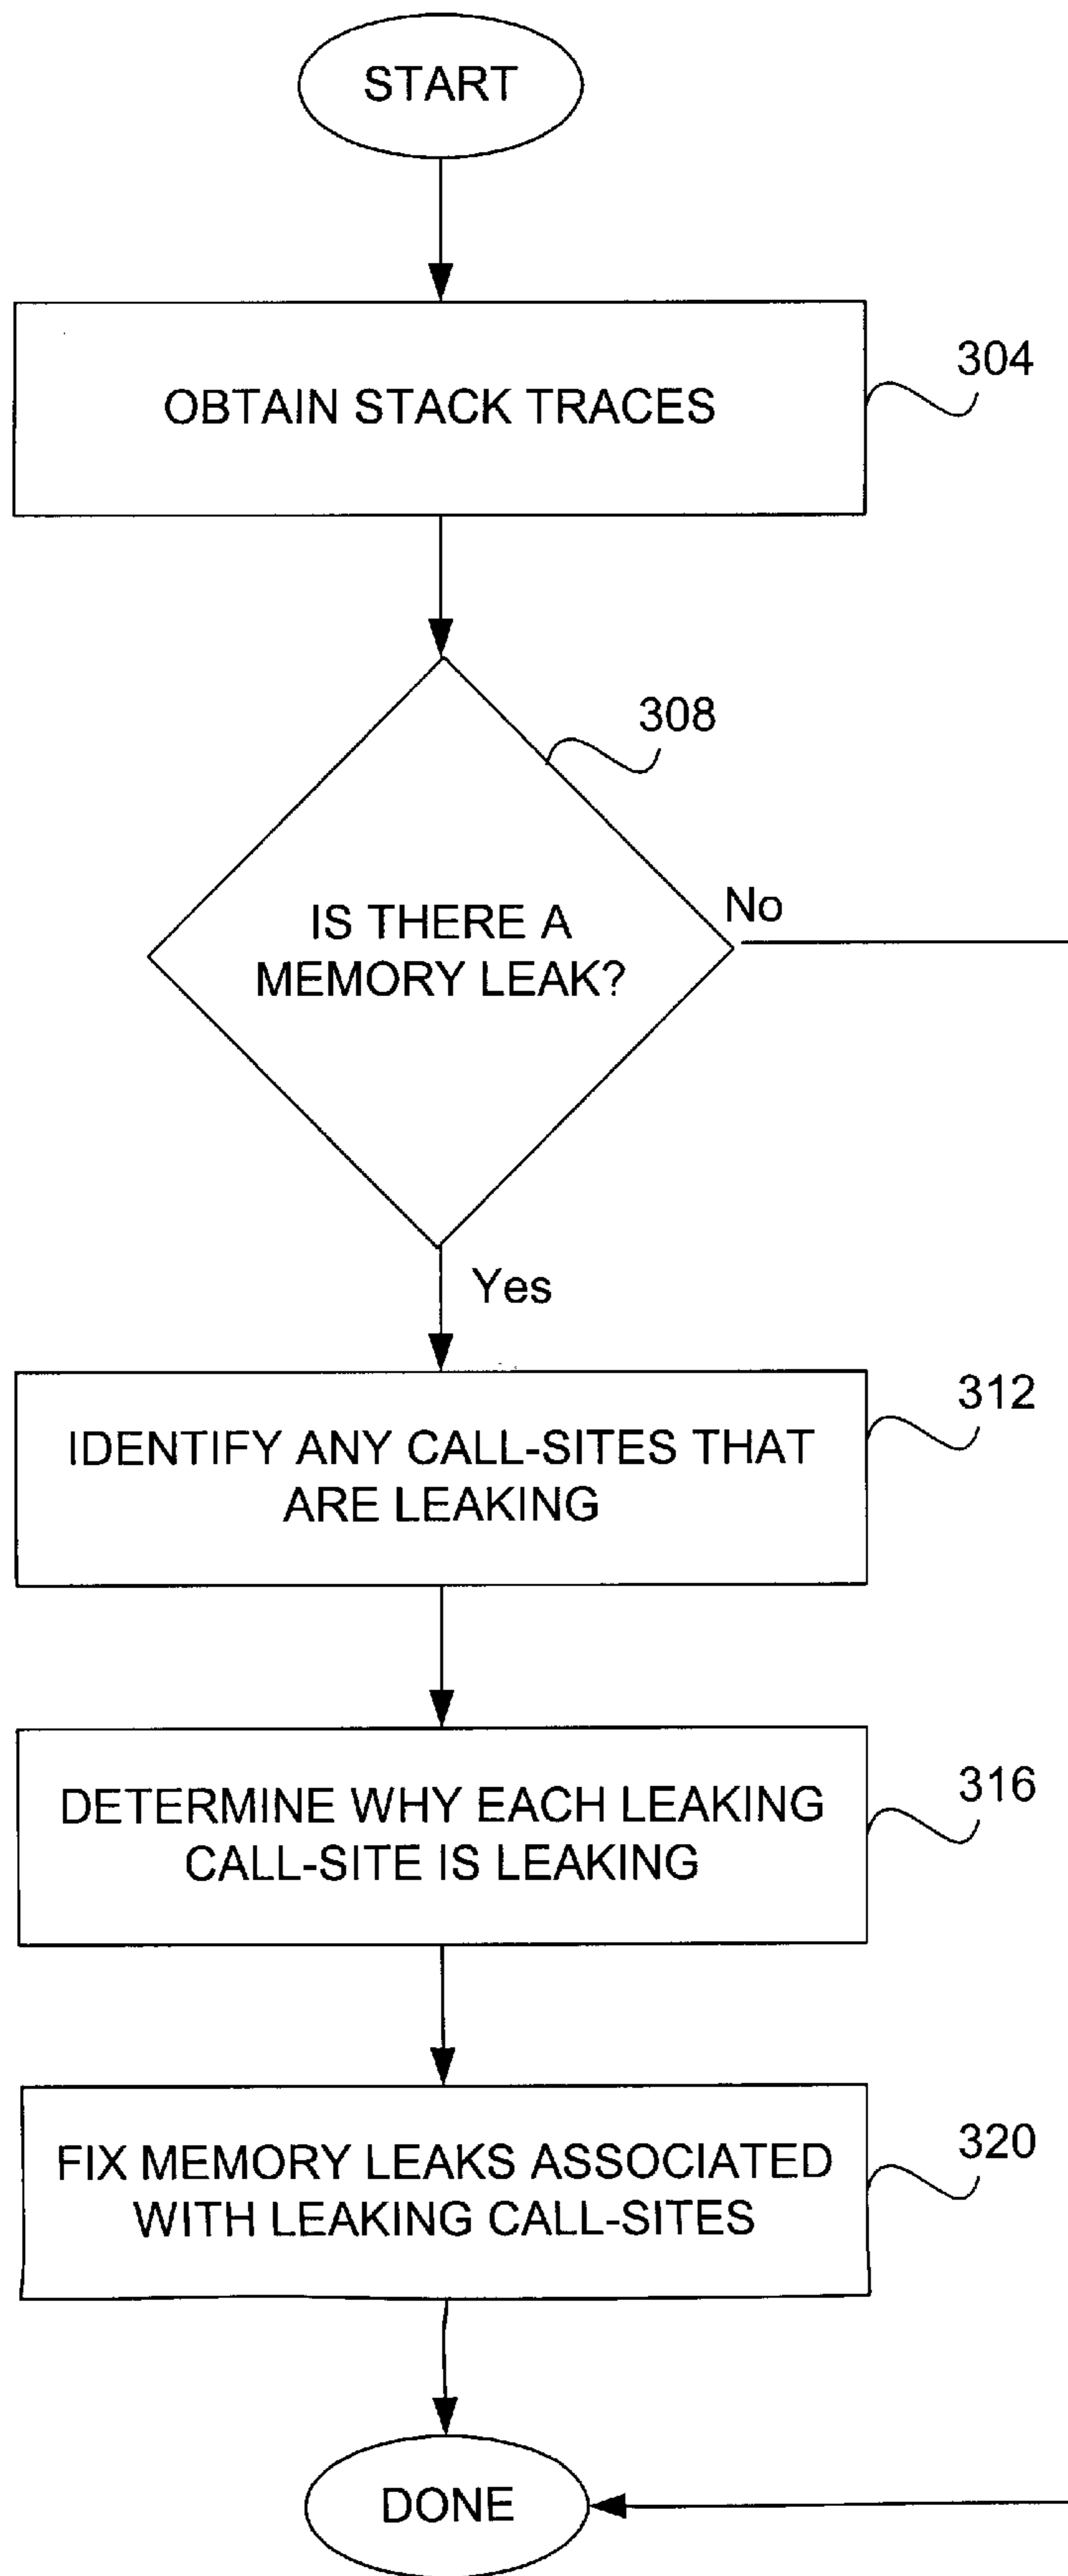 START
OBTAIN STACK TRACES
304
308
IS THERE A
MEMORY LEAK?
No
Yes
IDENTIFY ANY CALL-SITES THAT
ARE LEAKING
312
DETERMINE WHY EACH LEAKING
CALL-SITE IS LEAKING
316
FIX MEMORY LEAKS ASSOCIATED
WITH LEAKING CALL-SITES
320
DONE